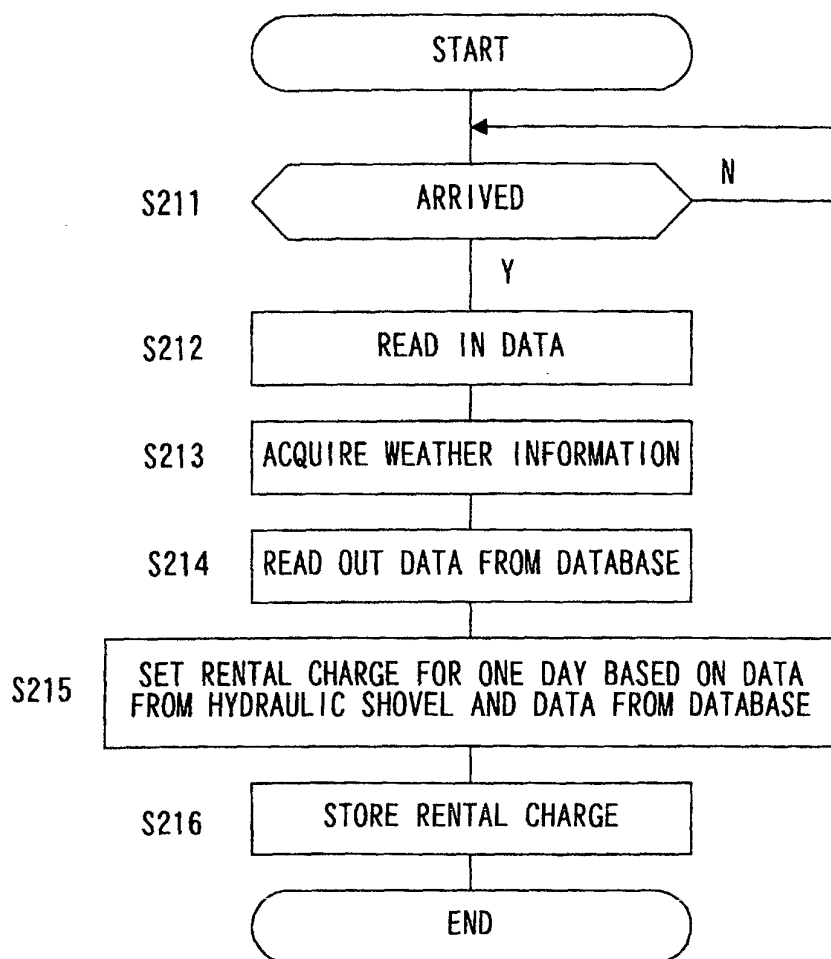 START
N
S211
ARRIVED
Y
S212
READ IN DATA
S213
ACQUIRE WEATHER INFORMATION
S214
READ OUT DATA FROM DATABASE
S215
SET RENTAL CHARGE FOR ONE DAY BASED ON DATA
FROM HYDRAULIC SHOVEL AND DATA FROM DATABASE
S216
STORE RENTAL CHARGE
END